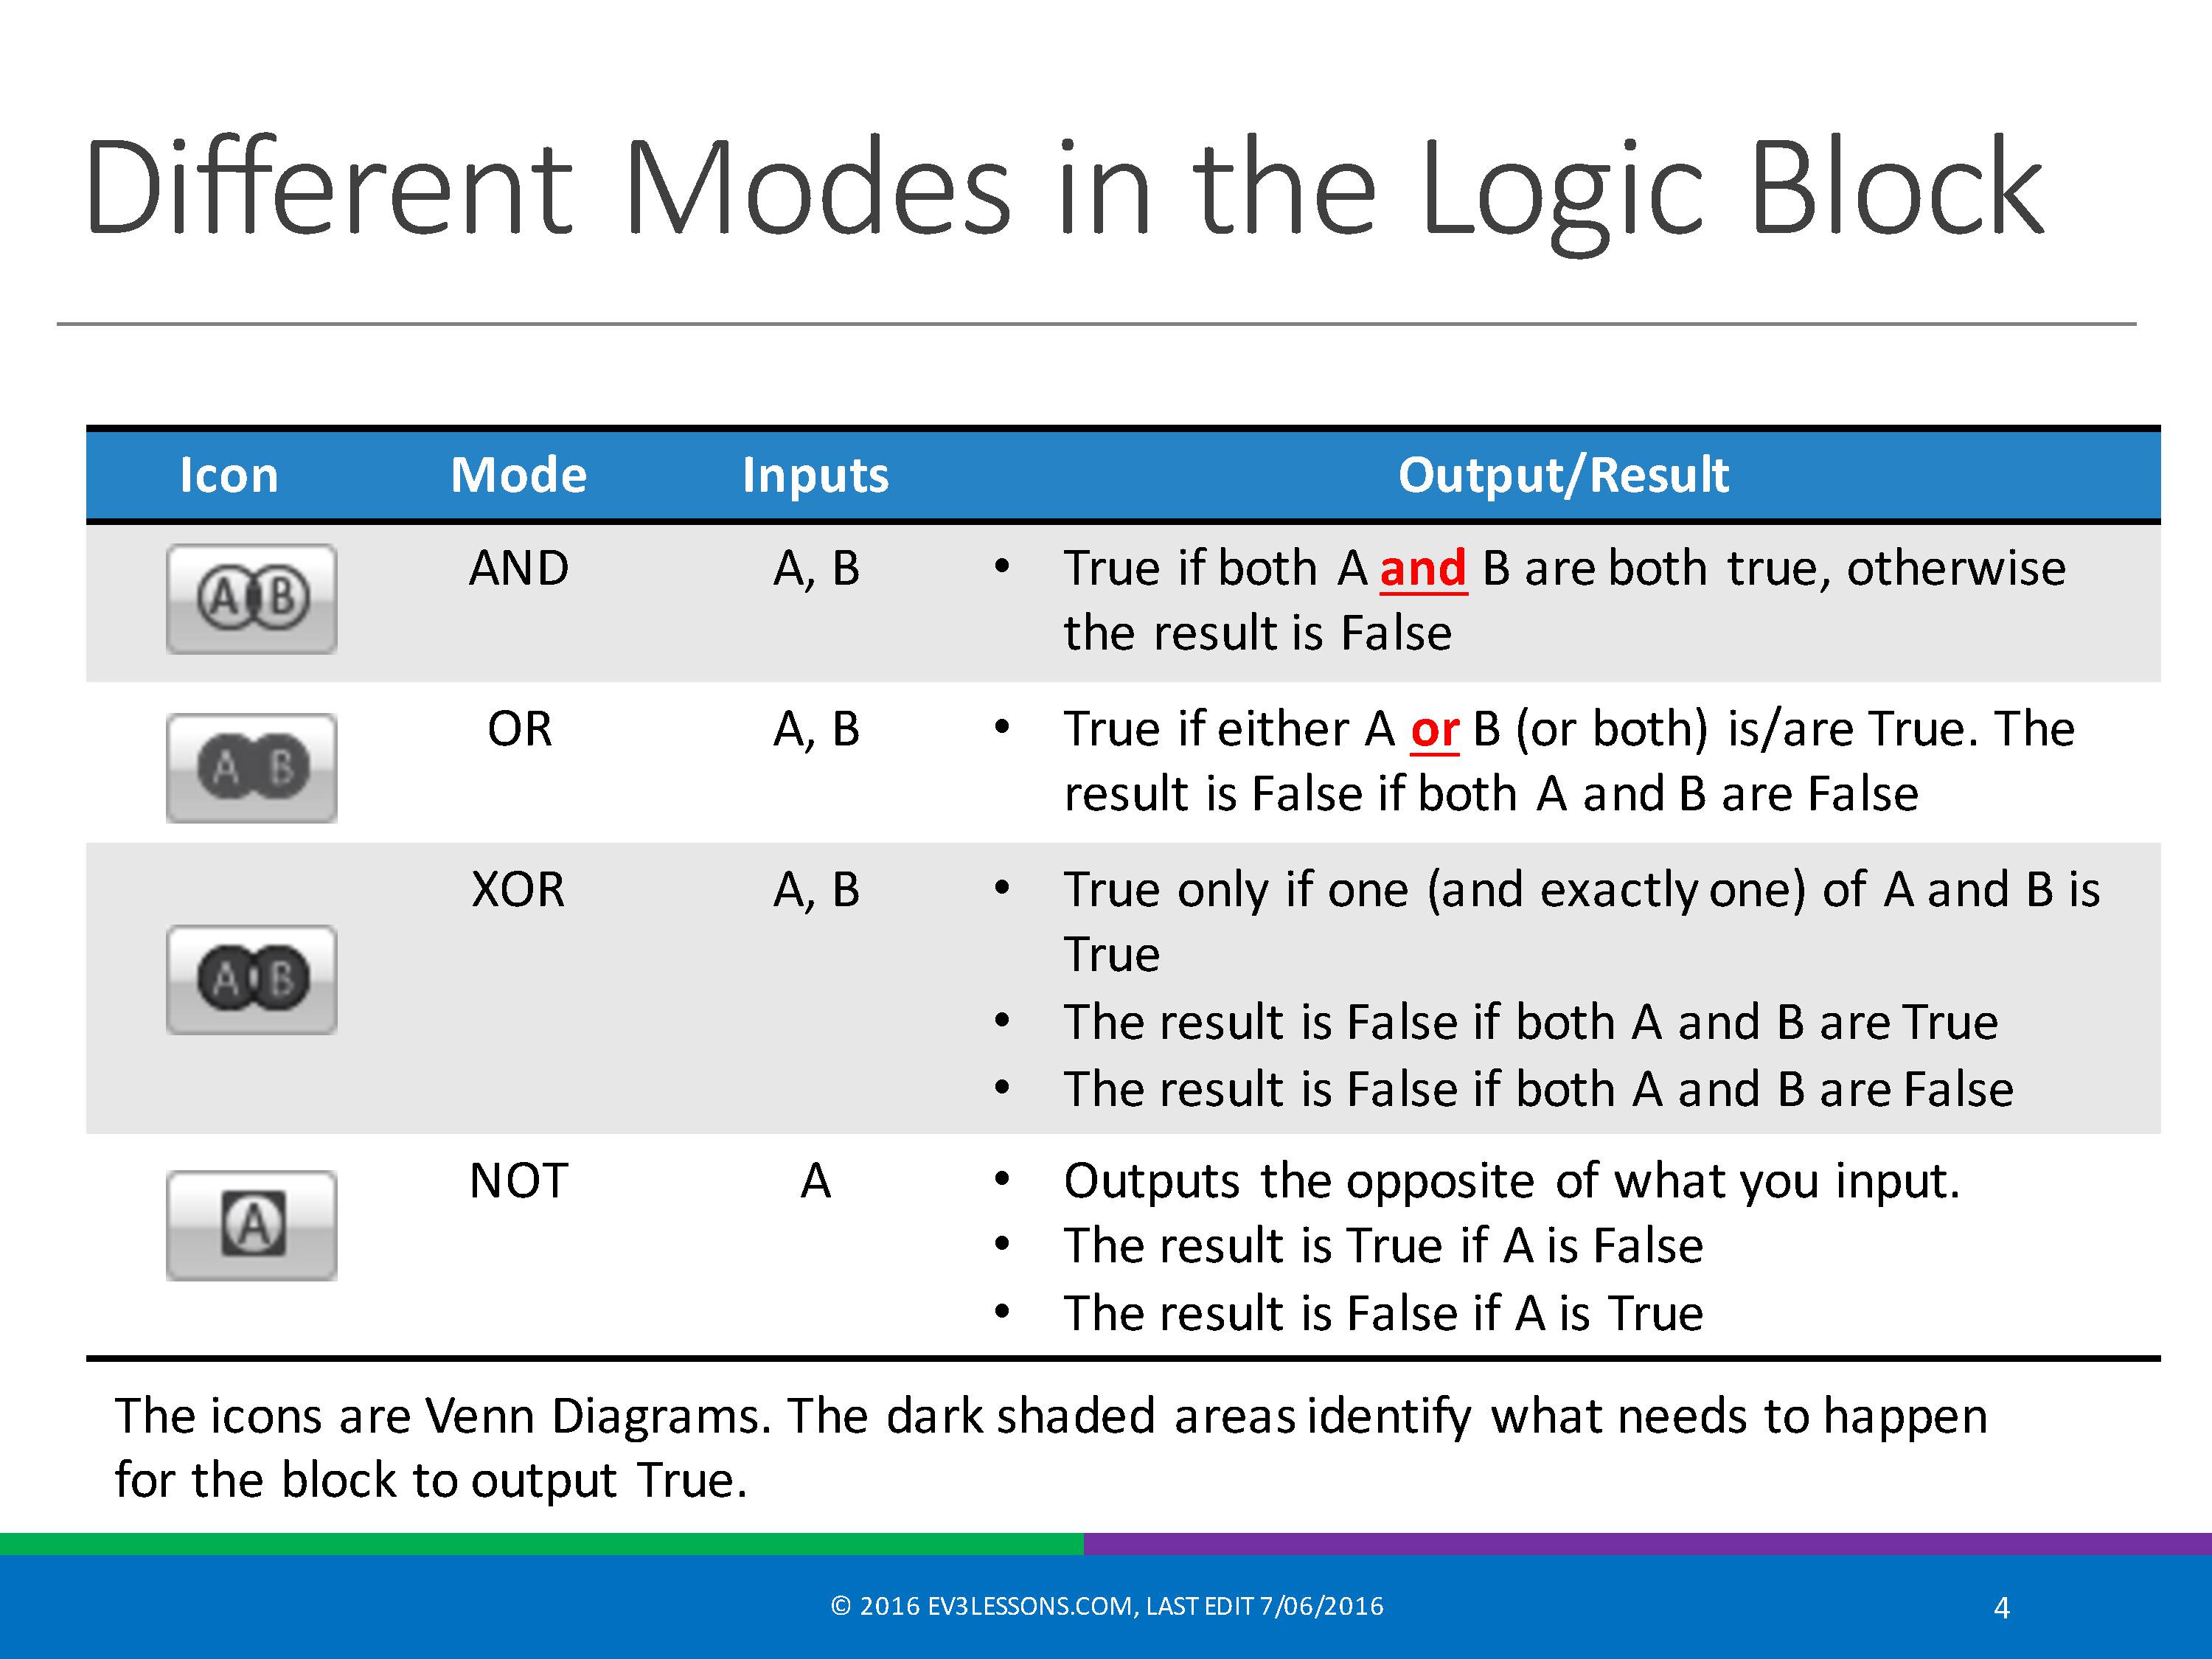 Different Modes in the Logic Block
Icon Mode Inputs Output/Result
A B AND A, B • True if both A and B are both true, otherwise
the result is False
A B OR A, B • True if either A or B (or both) is/are True. The
result is False if both A and B are False
A B XOR A, B • True only if one (and exactly one) of A and B is
True
• The result is False if both A and B are True
• The result is False if both A and B are False
A NOT A • Outputs the opposite of what you input.
• The result is True if A is False
• The result is False if A is True
The icons are Venn Diagrams. The dark shaded areas identify what needs to happen
for the block to output True.
© 2016 EV3LESSONS.COM, LAST EDIT 7/06/2016 4